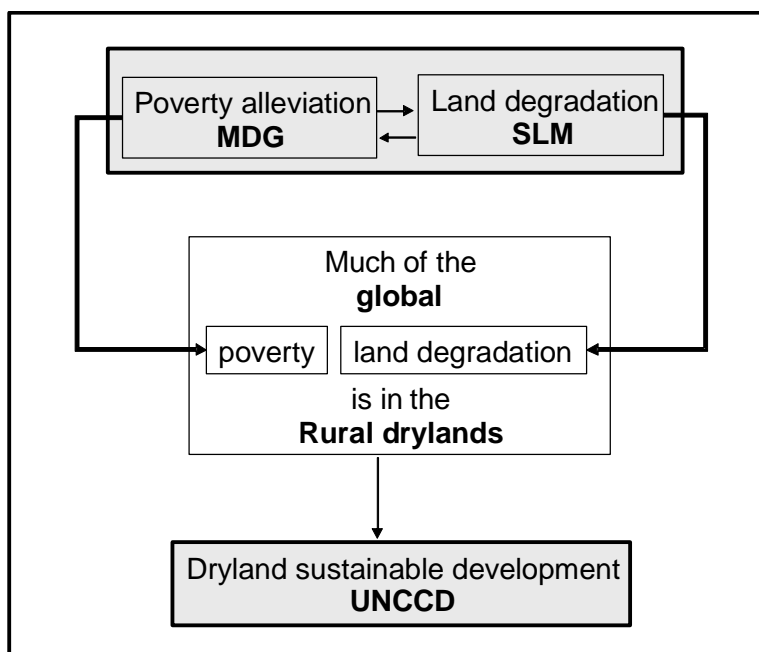 Poverty alleviation
MDG
Land degradation
SLM
Much of the
global
poverty
land degradation
is in the
Rural drylands
Dryland sustainable development
UNCCD